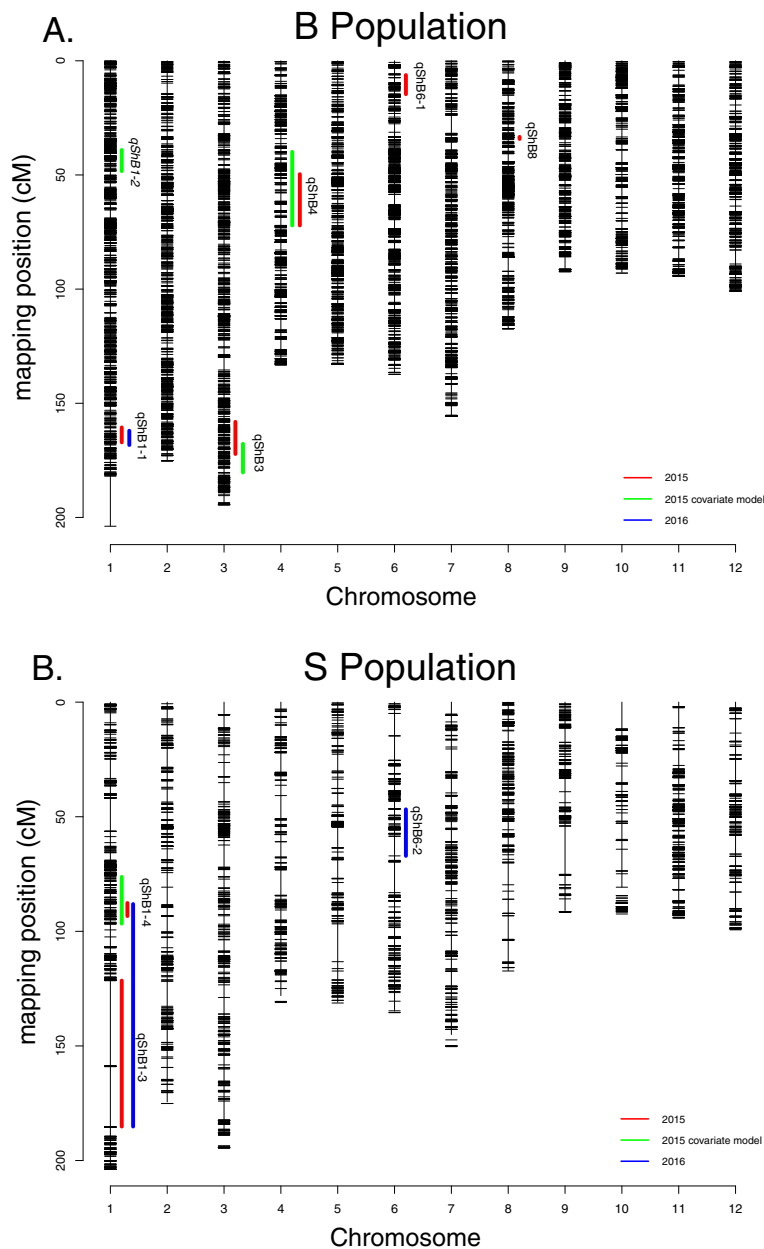 A.
B Population
mapping position (cM)
0
50
100
150
200
qShB1-2
qShB1-1
qShB3
qShB4
qShB6-1
qShB8
2015
2015 covariate model
2016
1 2 3 4 5 6 7 8 9 10 11 12
Chromosome
B.
S Population
mapping position (cM)
0
50
100
150
200
qShB1-4
qShB1-3
qShB6-2
2015
2015 covariate model
2016
1 2 3 4 5 6 7 8 9 10 11 12
Chromosome